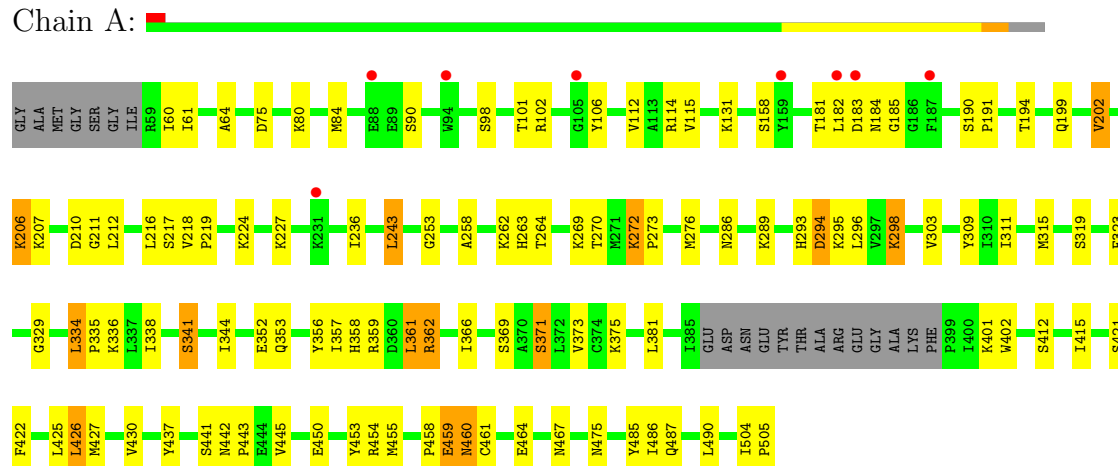 Chain A:
GLY ALA MET GLY SER GLY ILE R59 I60 I61 A64 D75 K80 M84 E88 E89 S90 W94 S98 T101 R102 G105 Y106 V112 A113 R114 V115 K131 S158 Y159 T181 L182 D183 N184 G185 G186 F187 S190 P191 T194 Q199 V202
K206 K207 D210 G211 L212 L216 S217 V218 P219 K224 K227 K231 I236 L243 G253 A258 K262 H263 T264 K269 T270 M271 K272 P273 M276 N286 K289 H293 D294 K295 L296 V297 K298 V303 Y309 I310 I311 M315 S319
G329 L334 P335 K336 L337 I338 S341 I344 E352 Q353 Y356 I357 H358 R359 D360 L361 R362 I366 S369 A370 S371 L372 V373 C374 K375 L381 I385 GLU ASP ASN GLU TYR THR ALA ARG GLU GLY ALA LYS PHE P399 I400 K401 W402 S412 I415 S421
F422 L425 L426 M427 V430 Y437 S441 N442 P443 E444 V445 E450 Y453 R454 M455 P458 E459 N460 C461 E464 N467 N475 Y485 I486 Q487 L490 I504 P505